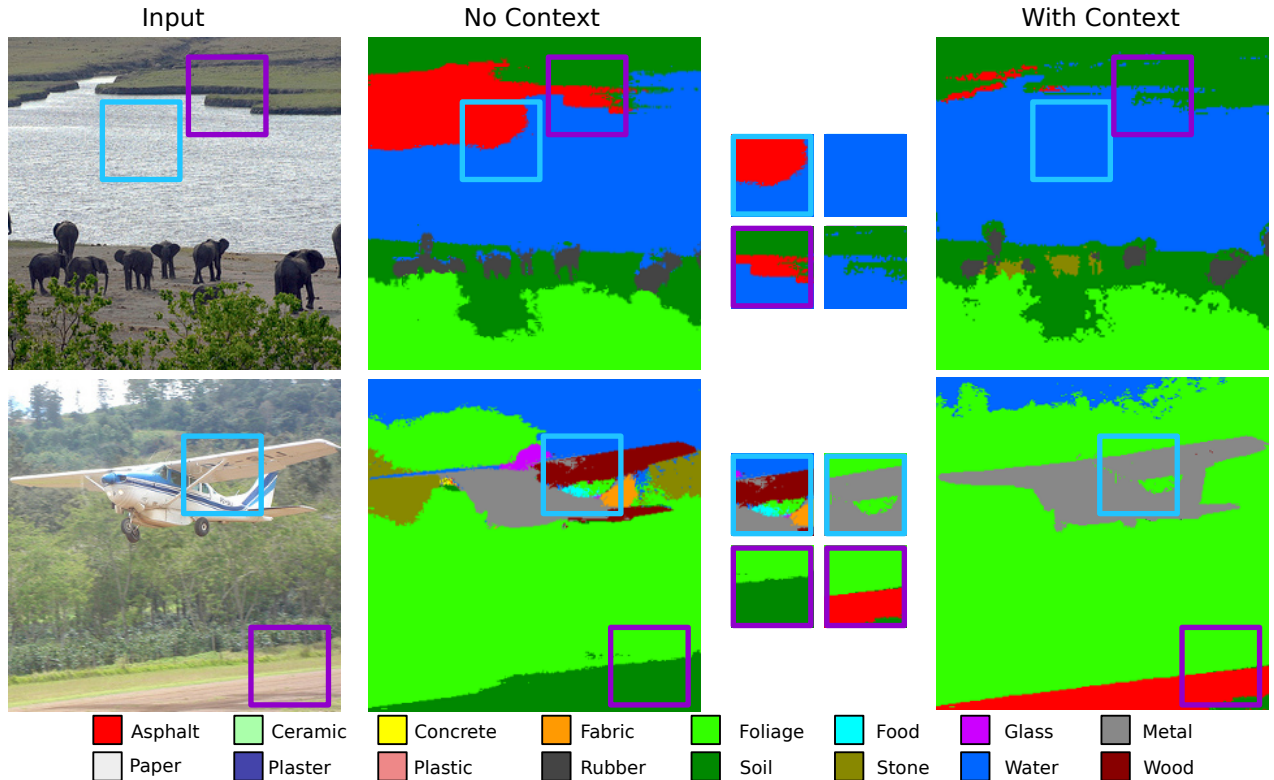 Input No Context With Context
Asphalt Ceramic Concrete Fabric Foliage Food Glass Metal
Paper Plaster Plastic Rubber Soil Stone Water Wood